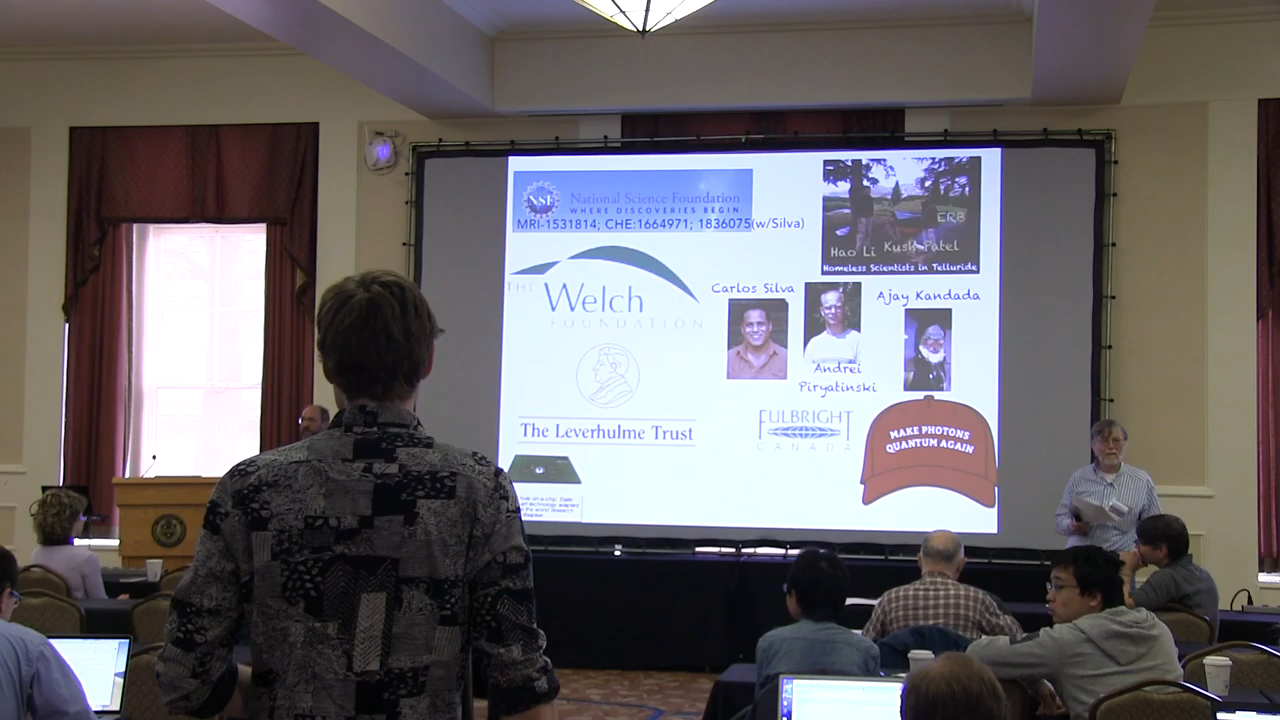 NSF
National Science Foundation
WHERE DISCOVERIES BEGIN
MRI-1531814; CHE:1664971; 1836075(w/Silva)
ERB
Hao Li Kush Patel
Homeless Scientists in Telluride
THE
Welch
FOUNDATION
Carlos Silva
Ajay Kandada
Andrei
Piryatinski
The Leverhulme Trust
FULBRIGHT
CANADA
MAKE PHOTONS
QUANTUM AGAIN